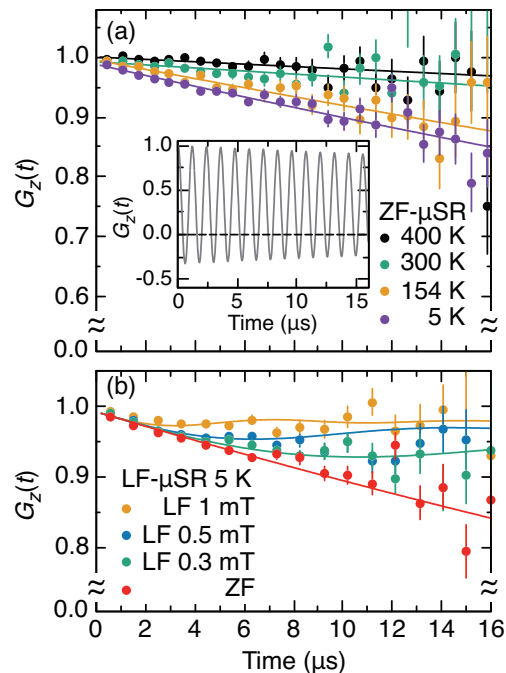 (a)
1.0
0.9
0.8
0.7
0.6
0.0
≈
≈
G_z(t)
1.0
0.5
0.0
-0.5
G_z(t)
0
5
10
15
Time (μs)
ZF-μSR
400 K
300 K
154 K
5 K
(b)
1.0
0.9
0.8
0.0
≈
≈
G_z(t)
LF-μSR 5 K
LF 1 mT
LF 0.5 mT
LF 0.3 mT
ZF
0 2 4 6 8 10 12 14 16
Time (μs)